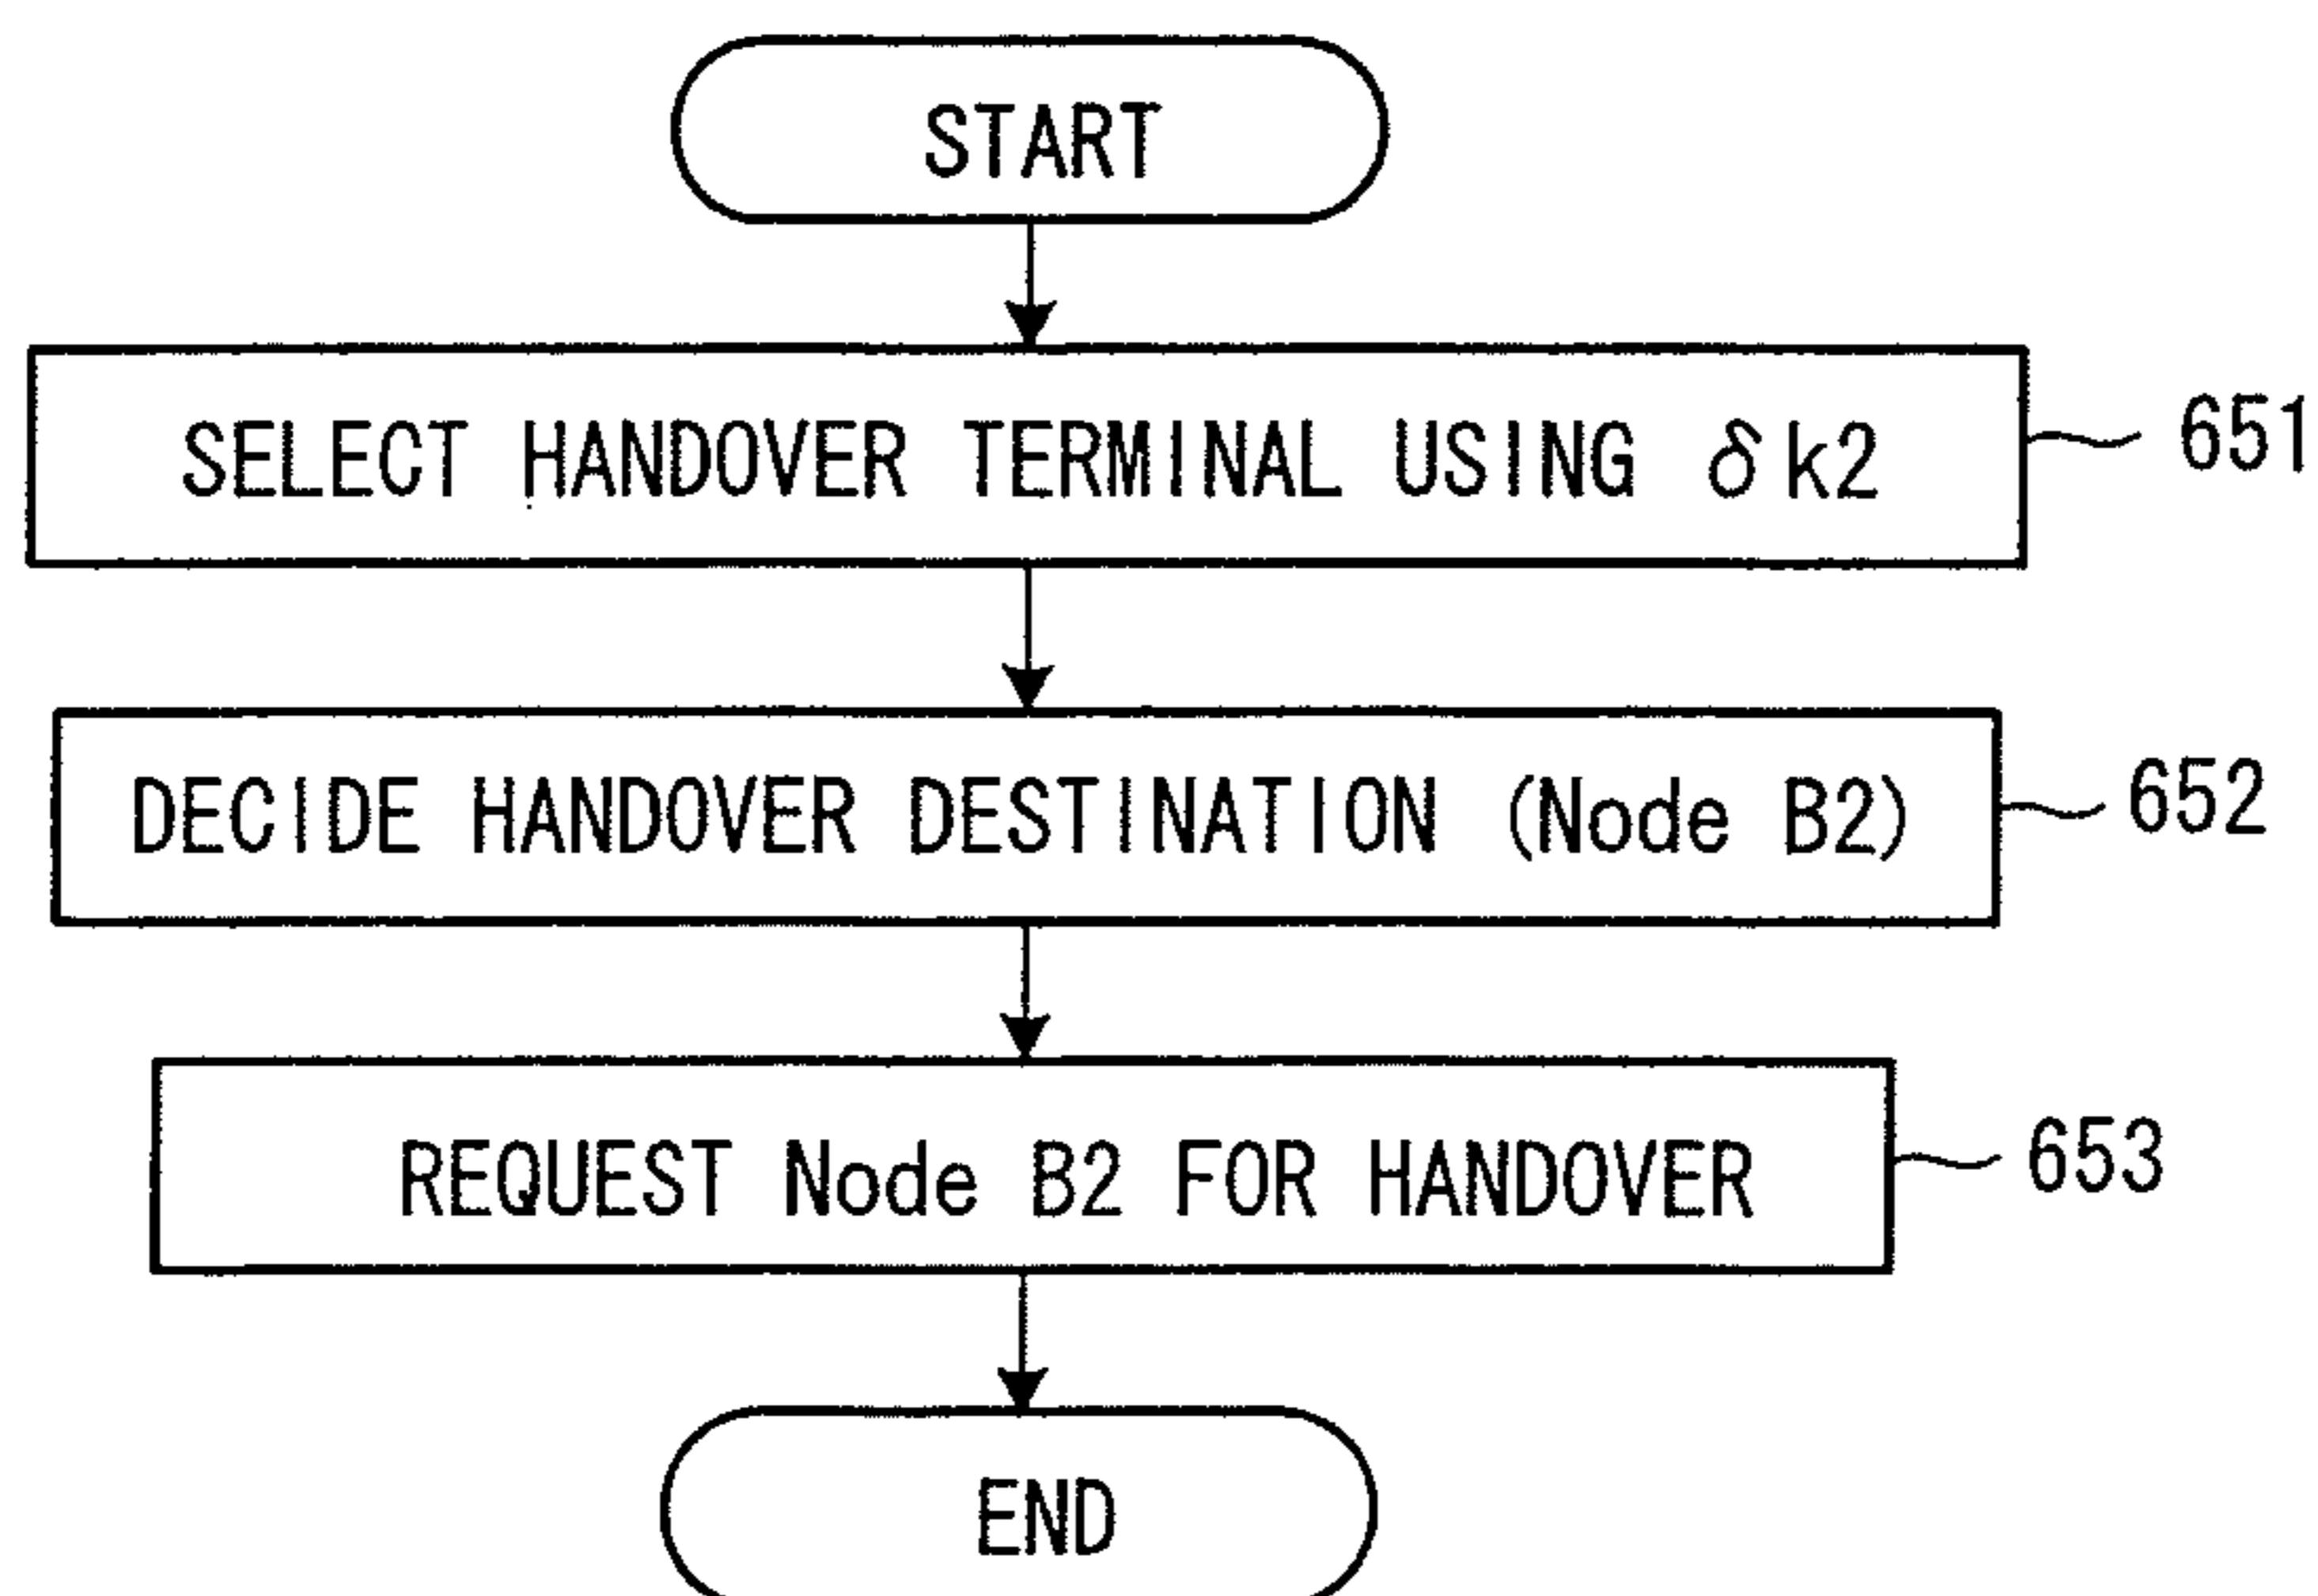 START
SELECT HANDOVER TERMINAL USING δk2
651
DECIDE HANDOVER DESTINATION (Node B2)
652
REQUEST Node B2 FOR HANDOVER
653
END